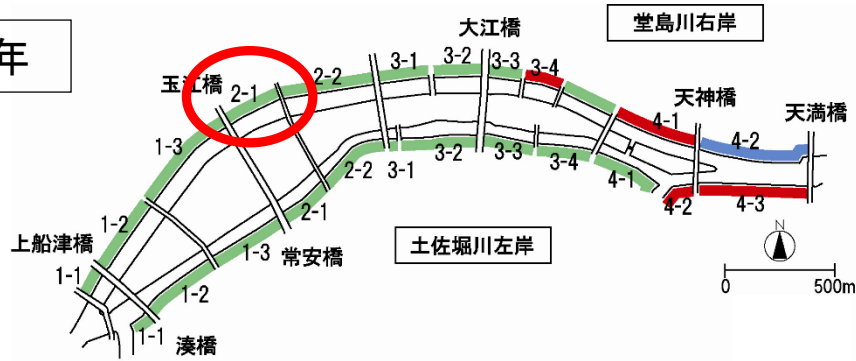 年
大江橋
堂島川右岸
玉江橋
2-1
2-2
3-1
3-2
3-3
3-4
天神橋
天満橋
4-1
4-2
1-3
2-2
3-1
3-2
3-3
3-4
4-1
4-2
4-3
1-2
2-1
上船津橋
1-3
常安橋
土佐堀川左岸
N
1-1
1-2
0
500m
1-1
湊橋